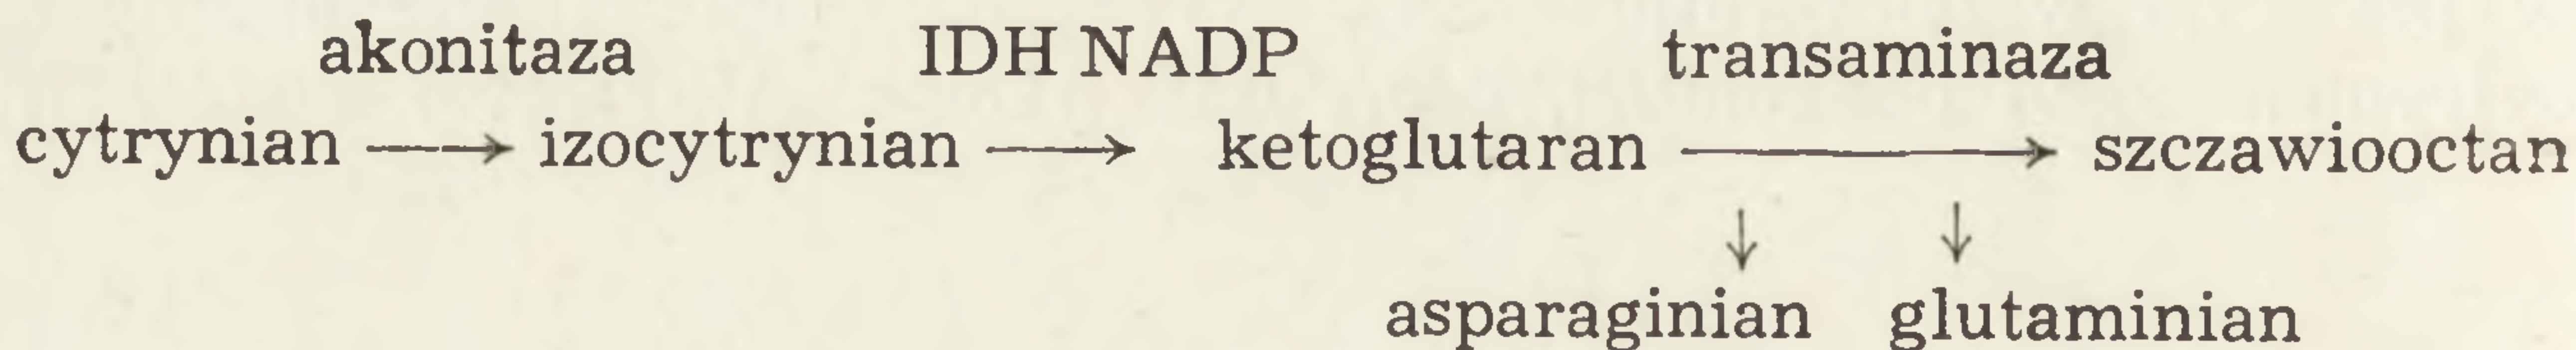 akonitaza IDH NADP transaminaza
cytrynian → izocytrynian → ketoglutaran → szczawiooctan
↓ ↓
asparaginian glutaminian